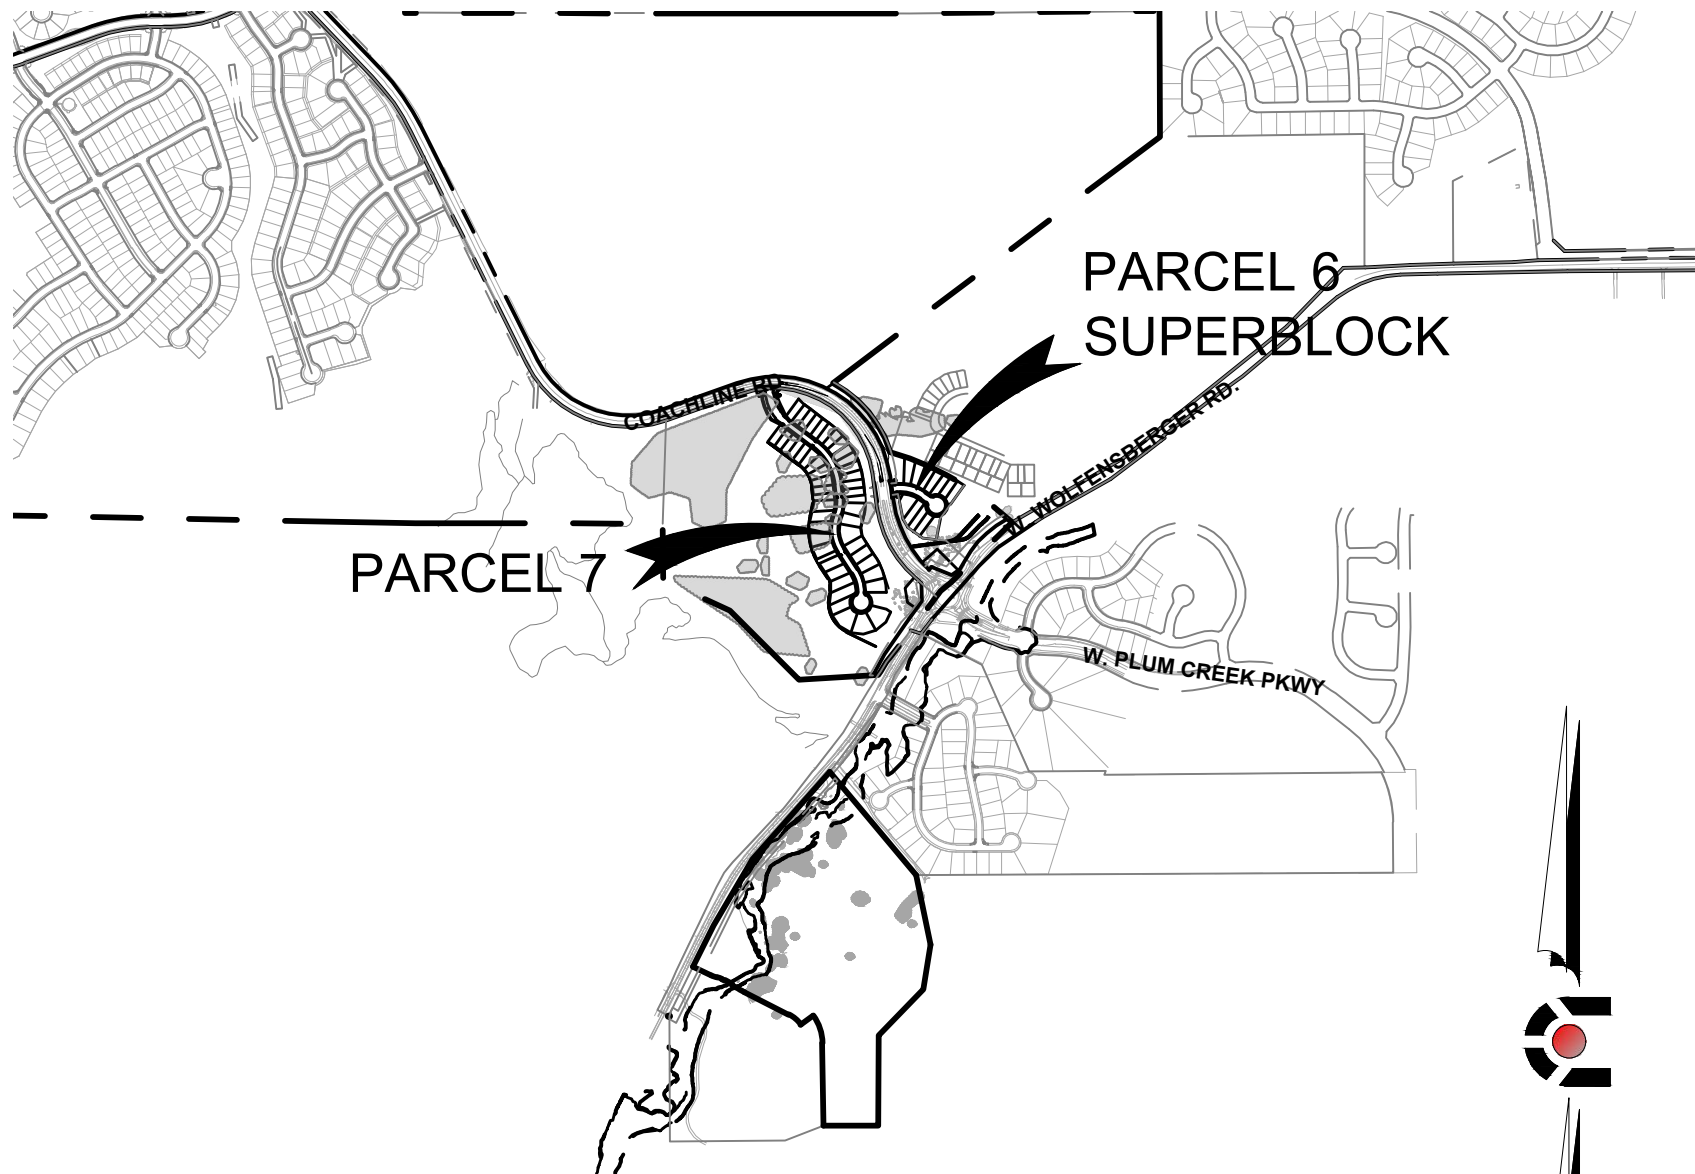 PARCEL 6
SUPERBLOCK
COACHLINE RD.
W. WOLFENSBERGER RD.
PARCEL 7
W. PLUM CREEK PKWY